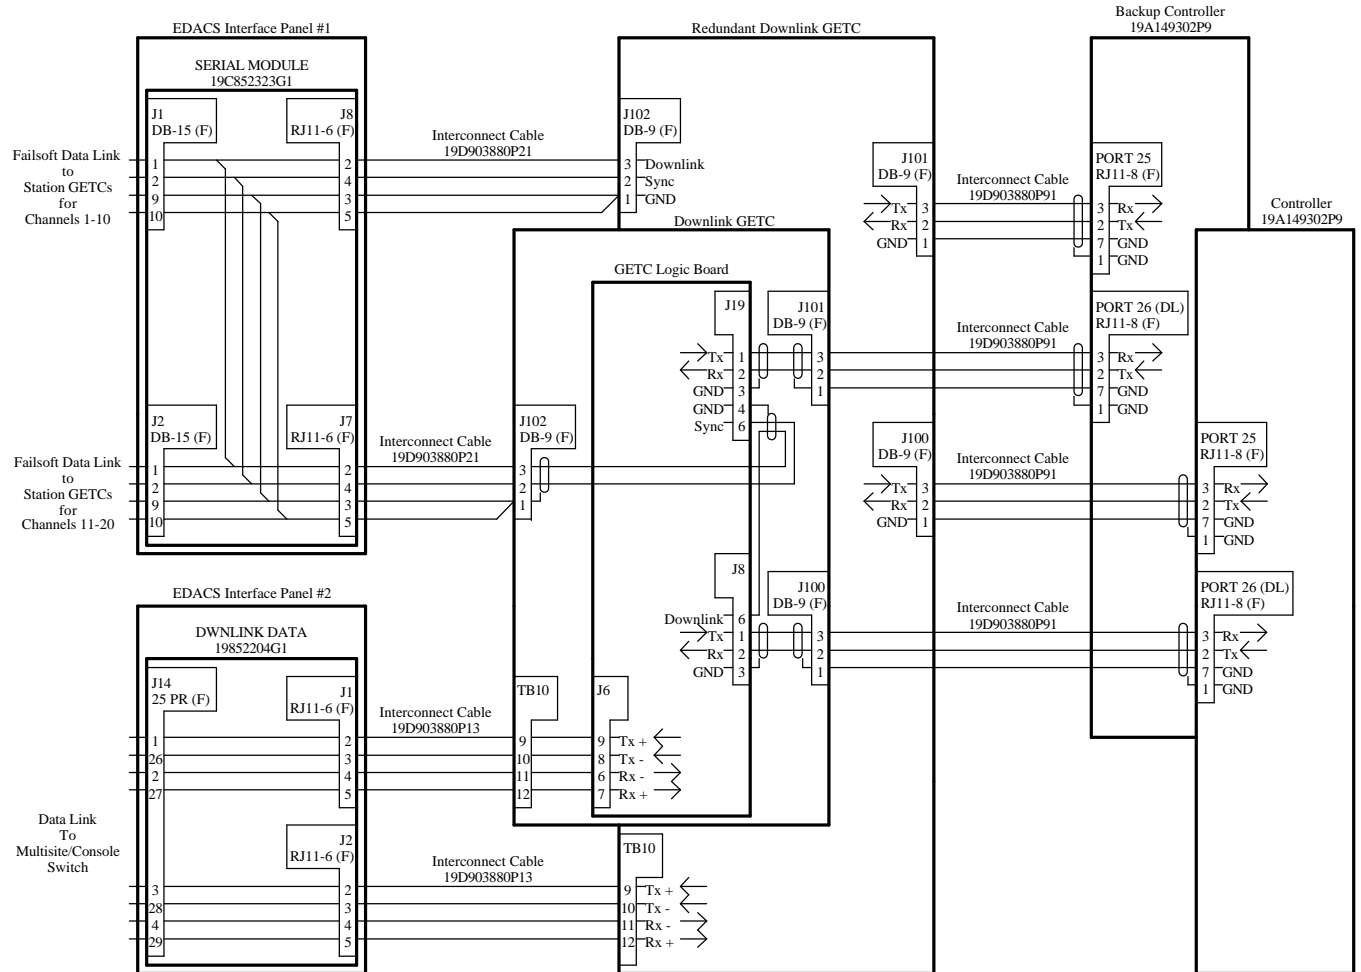 EDACS Interface Panel #1
SERIAL MODULE
19C852323G1
J1
DB-15 (F)
J8
RJ11-6 (F)
Failsoft Data Link
to
Station GETCs
for
Channels 1-10
1
2
9
10
2
4
3
5
Interconnect Cable
19D903880P21
J2
DB-15 (F)
J7
RJ11-6 (F)
Failsoft Data Link
to
Station GETCs
for
Channels 11-20
1
2
9
10
2
4
3
5
Interconnect Cable
19D903880P21
EDACS Interface Panel #2
DWNLINK DATA
19852204G1
J14
25 PR (F)
J1
RJ11-6 (F)
1
26
2
27
2
3
4
5
Interconnect Cable
19D903880P13
Data Link
To
Multisite/Console
Switch
J2
RJ11-6 (F)
3
28
4
29
2
3
4
5
Interconnect Cable
19D903880P13
Redundant Downlink GETC
J102
DB-9 (F)
3 Downlink
2 Sync
1 GND
J101
DB-9 (F)
Tx 3
Rx 2
GND 1
Interconnect Cable
19D903880P91
J100
DB-9 (F)
Tx 3
Rx 2
GND 1
Interconnect Cable
19D903880P91
TB10
9 Tx +
10 Tx -
11 Rx -
12 Rx +
Downlink GETC
J102
DB-9 (F)
3
2
1
TB10
9
10
11
12
J101
DB-9 (F)
3
2
1
Interconnect Cable
19D903880P91
J100
DB-9 (F)
3
2
1
Interconnect Cable
19D903880P91
GETC Logic Board
J19
Tx 1
Rx 2
GND 3
GND 4
Sync 6
J8
Downlink 6
Tx 1
Rx 2
GND 3
J6
9 Tx +
8 Tx -
6 Rx -
7 Rx +
Backup Controller
19A149302P9
PORT 25
RJ11-8 (F)
3 Rx
2 Tx
7 GND
1 GND
PORT 26 (DL)
RJ11-8 (F)
3 Rx
2 Tx
7 GND
1 GND
Controller
19A149302P9
PORT 25
RJ11-8 (F)
3 Rx
2 Tx
7 GND
1 GND
PORT 26 (DL)
RJ11-8 (F)
3 Rx
2 Tx
7 GND
1 GND